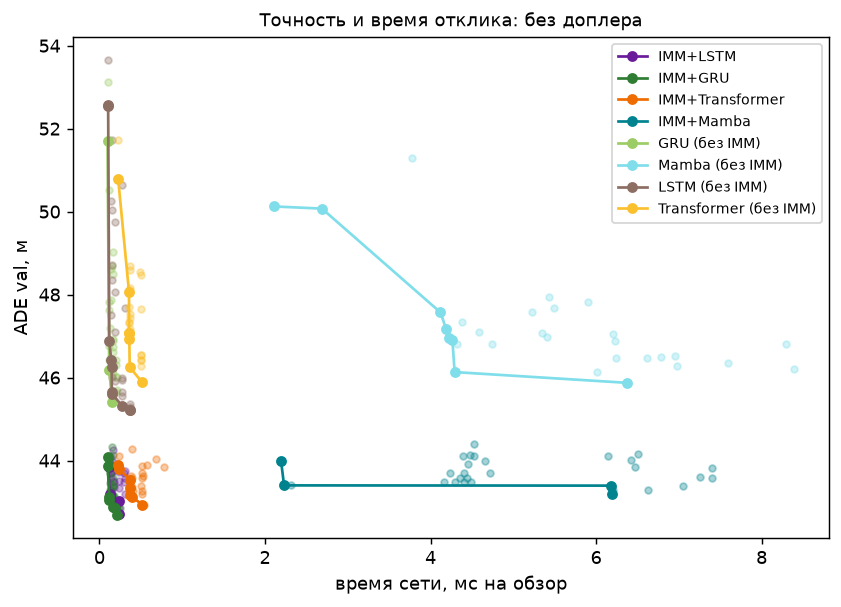 Точность и время отклика: без доплера
ADE val, м
54
52
50
48
46
44
0
2
4
6
8
время сети, мс на обзор
IMM+LSTM
IMM+GRU
IMM+Transformer
IMM+Mamba
GRU (без IMM)
Mamba (без IMM)
LSTM (без IMM)
Transformer (без IMM)